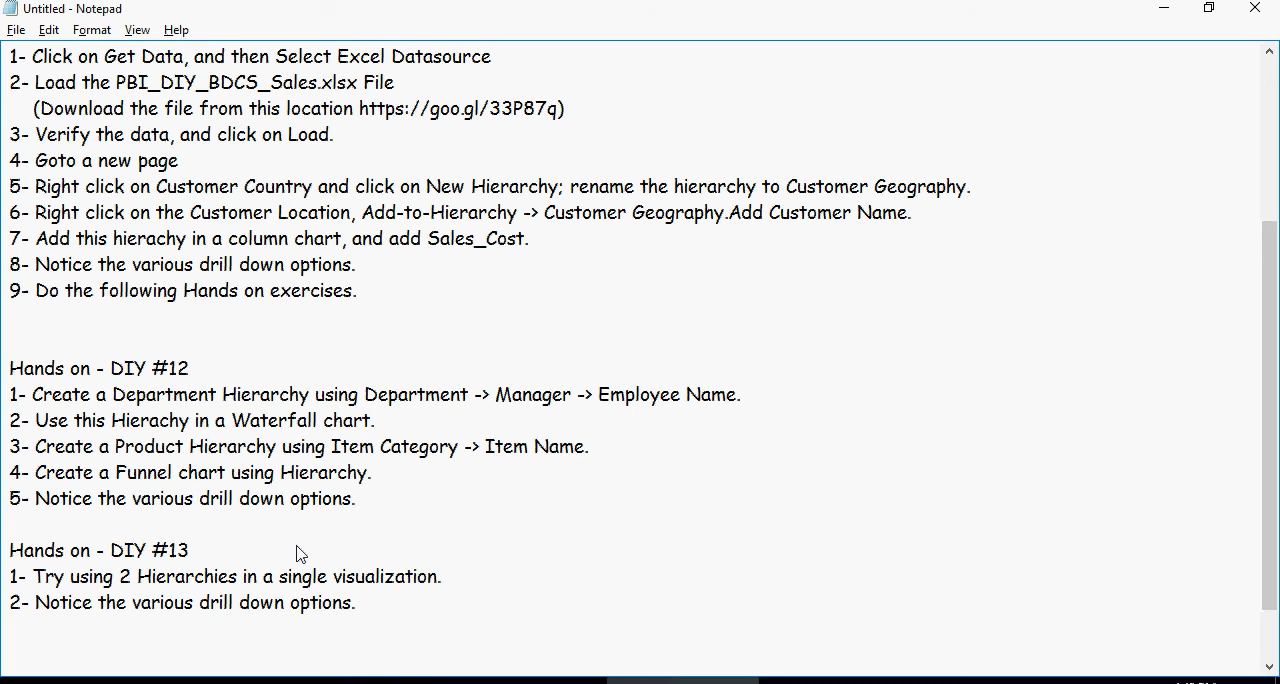 Untitled - Notepad
File Edit Format View Help
1- Click on Get Data, and then Select Excel Datasource
2- Load the PBI_DIY_BDCS_Sales.xlsx File
(Download the file from this location https://goo.gl/33P87q)
3- Verify the data, and click on Load.
4- Goto a new page
5- Right click on Customer Country and click on New Hierarchy; rename the hierarchy to Customer Geography.
6- Right click on the Customer Location, Add-to-Hierarchy -> Customer Geography.Add Customer Name.
7- Add this hierachy in a column chart, and add Sales_Cost.
8- Notice the various drill down options.
9- Do the following Hands on exercises.
Hands on - DIY #12
1- Create a Department Hierarchy using Department -> Manager -> Employee Name.
2- Use this Hierachy in a Waterfall chart.
3- Create a Product Hierarchy using Item Category -> Item Name.
4- Create a Funnel chart using Hierarchy.
5- Notice the various drill down options.
Hands on - DIY #13
1- Try using 2 Hierarchies in a single visualization.
2- Notice the various drill down options.